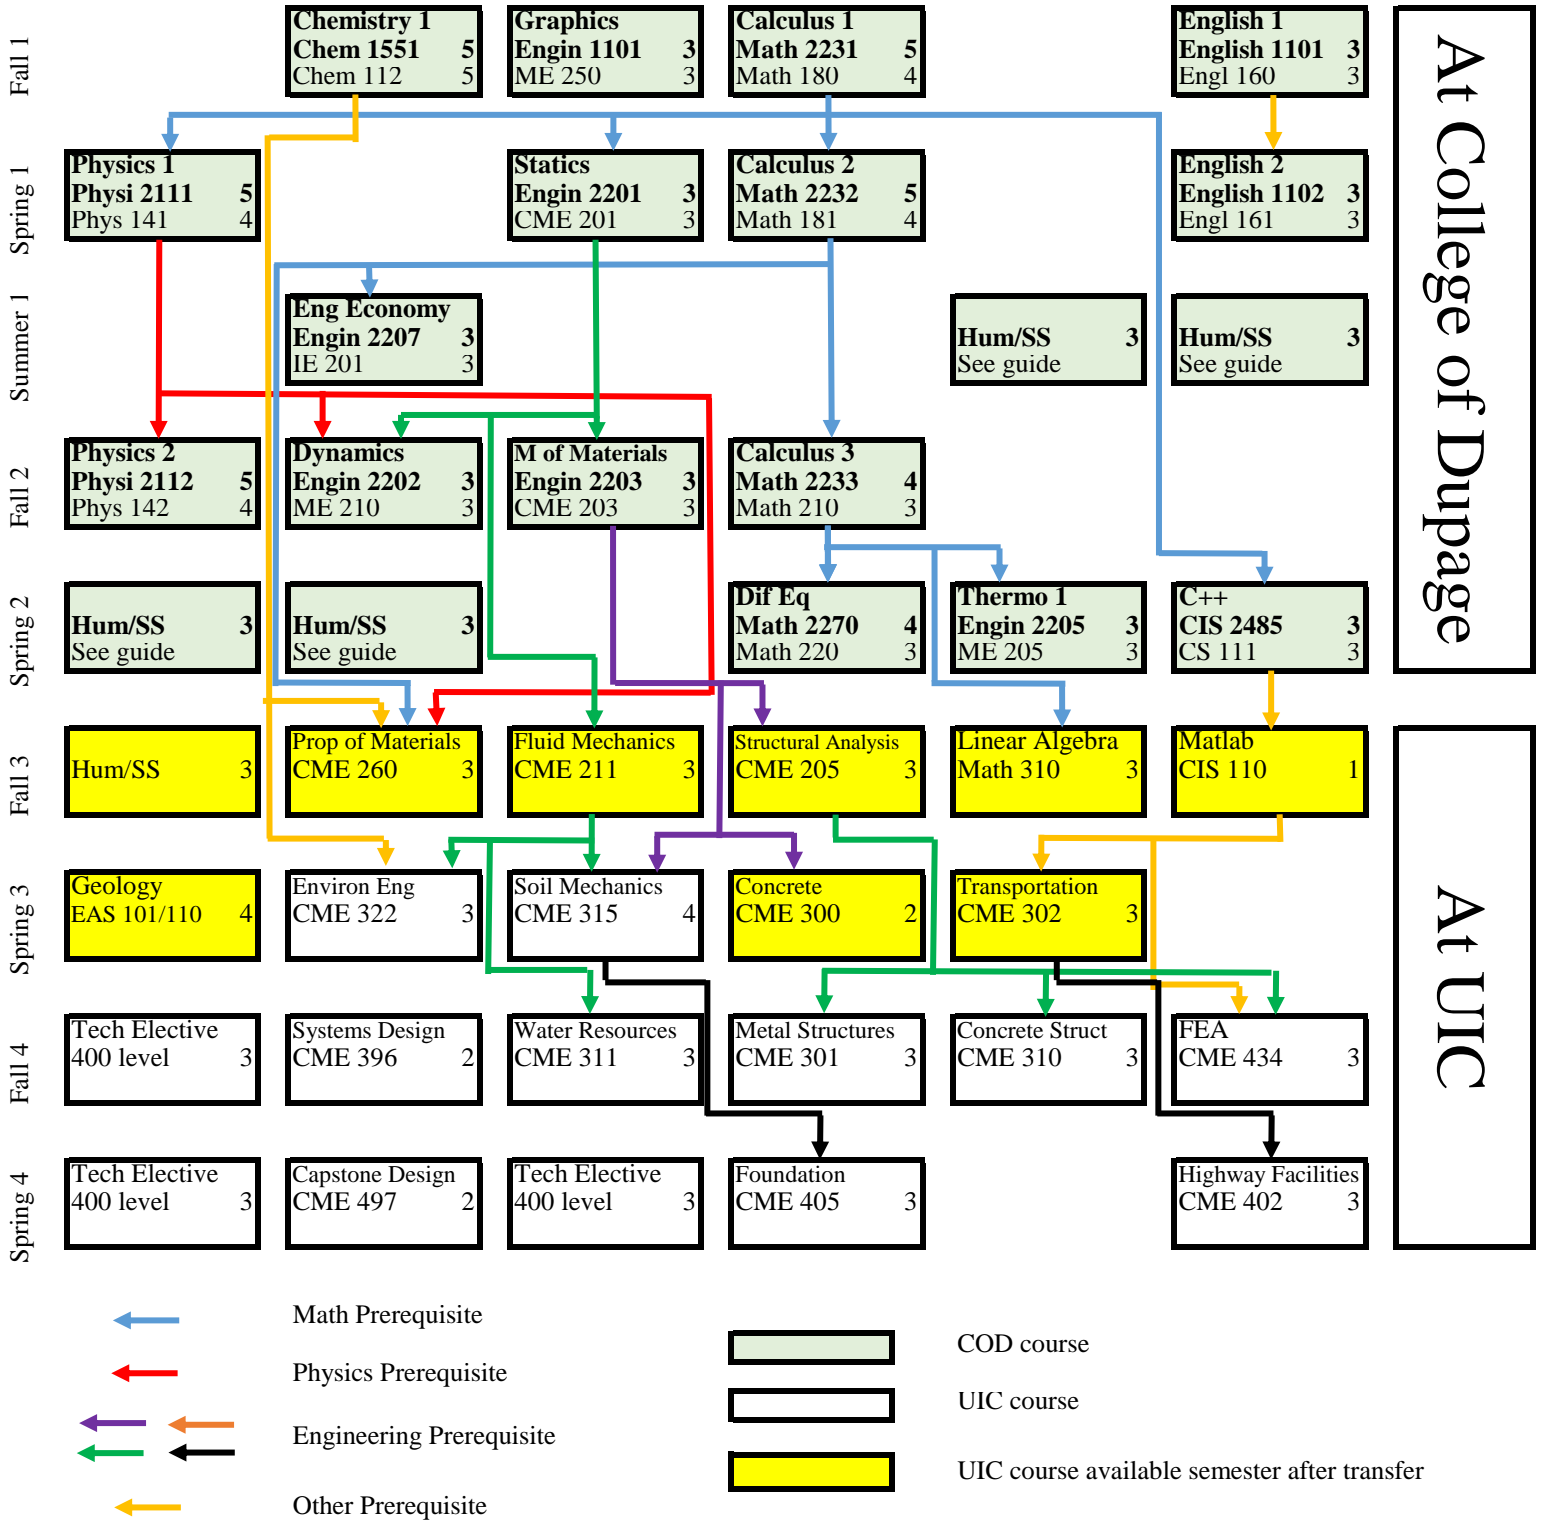 Fall 1
Chemistry 1
Chem 1551 5
Chem 112 5
Graphics
Engin 1101 3
ME 250 3
Calculus 1
Math 2231 5
Math 180 4
English 1
English 1101 3
Engl 160 3
At College of Dupage
Spring 1
Physics 1
Physi 2111 5
Phys 141 4
Statics
Engin 2201 3
CME 201 3
Calculus 2
Math 2232 5
Math 181 4
English 2
English 1102 3
Engl 161 3
Summer 1
Eng Economy
Engin 2207 3
IE 201 3
Hum/SS 3
See guide
Hum/SS 3
See guide
Fall 2
Physics 2
Physi 2112 5
Phys 142 4
Dynamics
Engin 2202 3
ME 210 3
M of Materials
Engin 2203 3
CME 203 3
Calculus 3
Math 2233 4
Math 210 3
Spring 2
Hum/SS 3
See guide
Hum/SS 3
See guide
Dif Eq
Math 2270 4
Math 220 3
Thermo 1
Engin 2205 3
ME 205 3
C++
CIS 2485 3
CS 111 3
Fall 3
Hum/SS 3
Prop of Materials
CME 260 3
Fluid Mechanics
CME 211 3
Structural Analysis
CME 205 3
Linear Algebra
Math 310 3
Matlab
CIS 110 1
At UIC
Spring 3
Geology
EAS 101/110 4
Environ Eng
CME 322 3
Soil Mechanics
CME 315 4
Concrete
CME 300 2
Transportation
CME 302 3
Fall 4
Tech Elective
400 level 3
Systems Design
CME 396 2
Water Resources
CME 311 3
Metal Structures
CME 301 3
Concrete Struct
CME 310 3
FEA
CME 434 3
Spring 4
Tech Elective
400 level 3
Capstone Design
CME 497 2
Tech Elective
400 level 3
Foundation
CME 405 3
Highway Facilities
CME 402 3
Math Prerequisite
Physics Prerequisite
Engineering Prerequisite
Other Prerequisite
COD course
UIC course
UIC course available semester after transfer